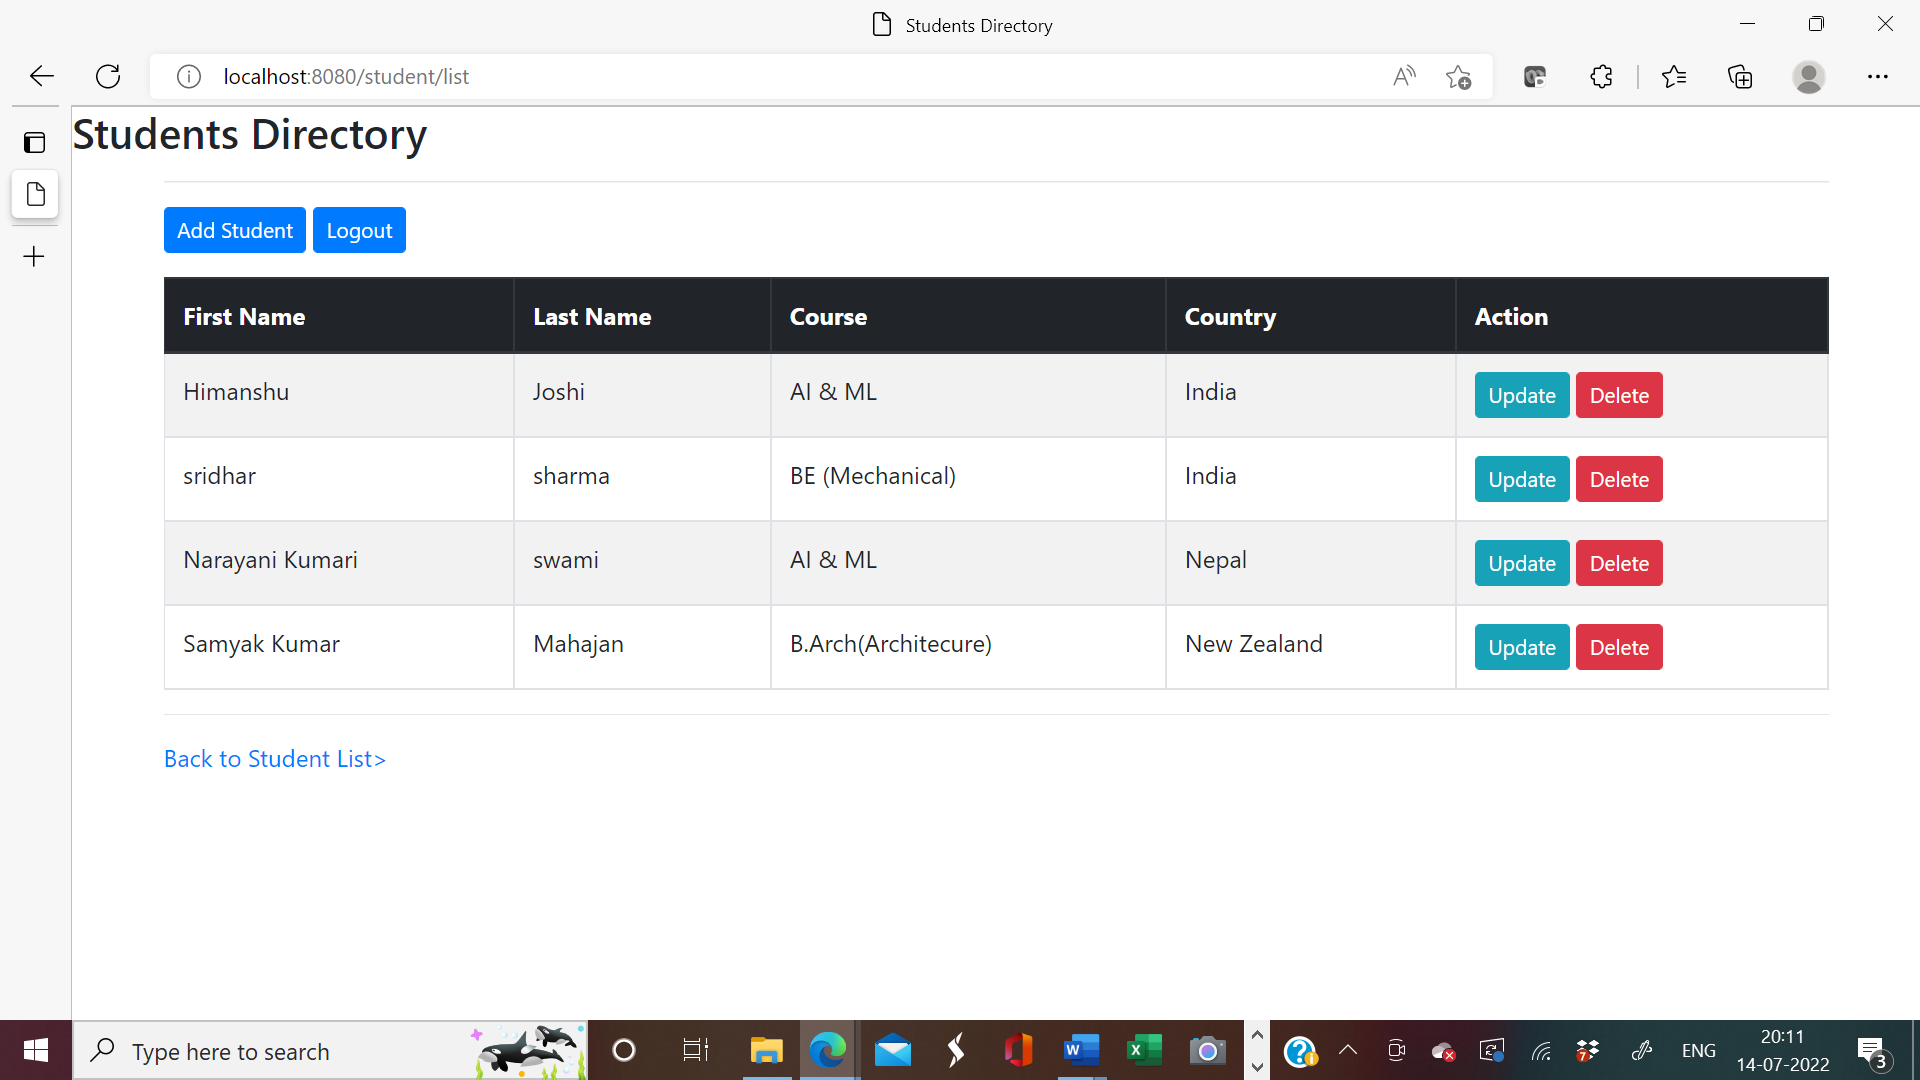 Students Directory
localhost:8080/student/list
Students Directory
Add Student Logout
First Name Last Name Course Country Action
Himanshu Joshi AI & ML India Update Delete
sridhar sharma BE (Mechanical) India Update Delete
Narayani Kumari swami AI & ML Nepal Update Delete
Samyak Kumar Mahajan B.Arch(Architecure) New Zealand Update Delete
Back to Student List>
Type here to search
ENG
20:11
14-07-2022
3
7